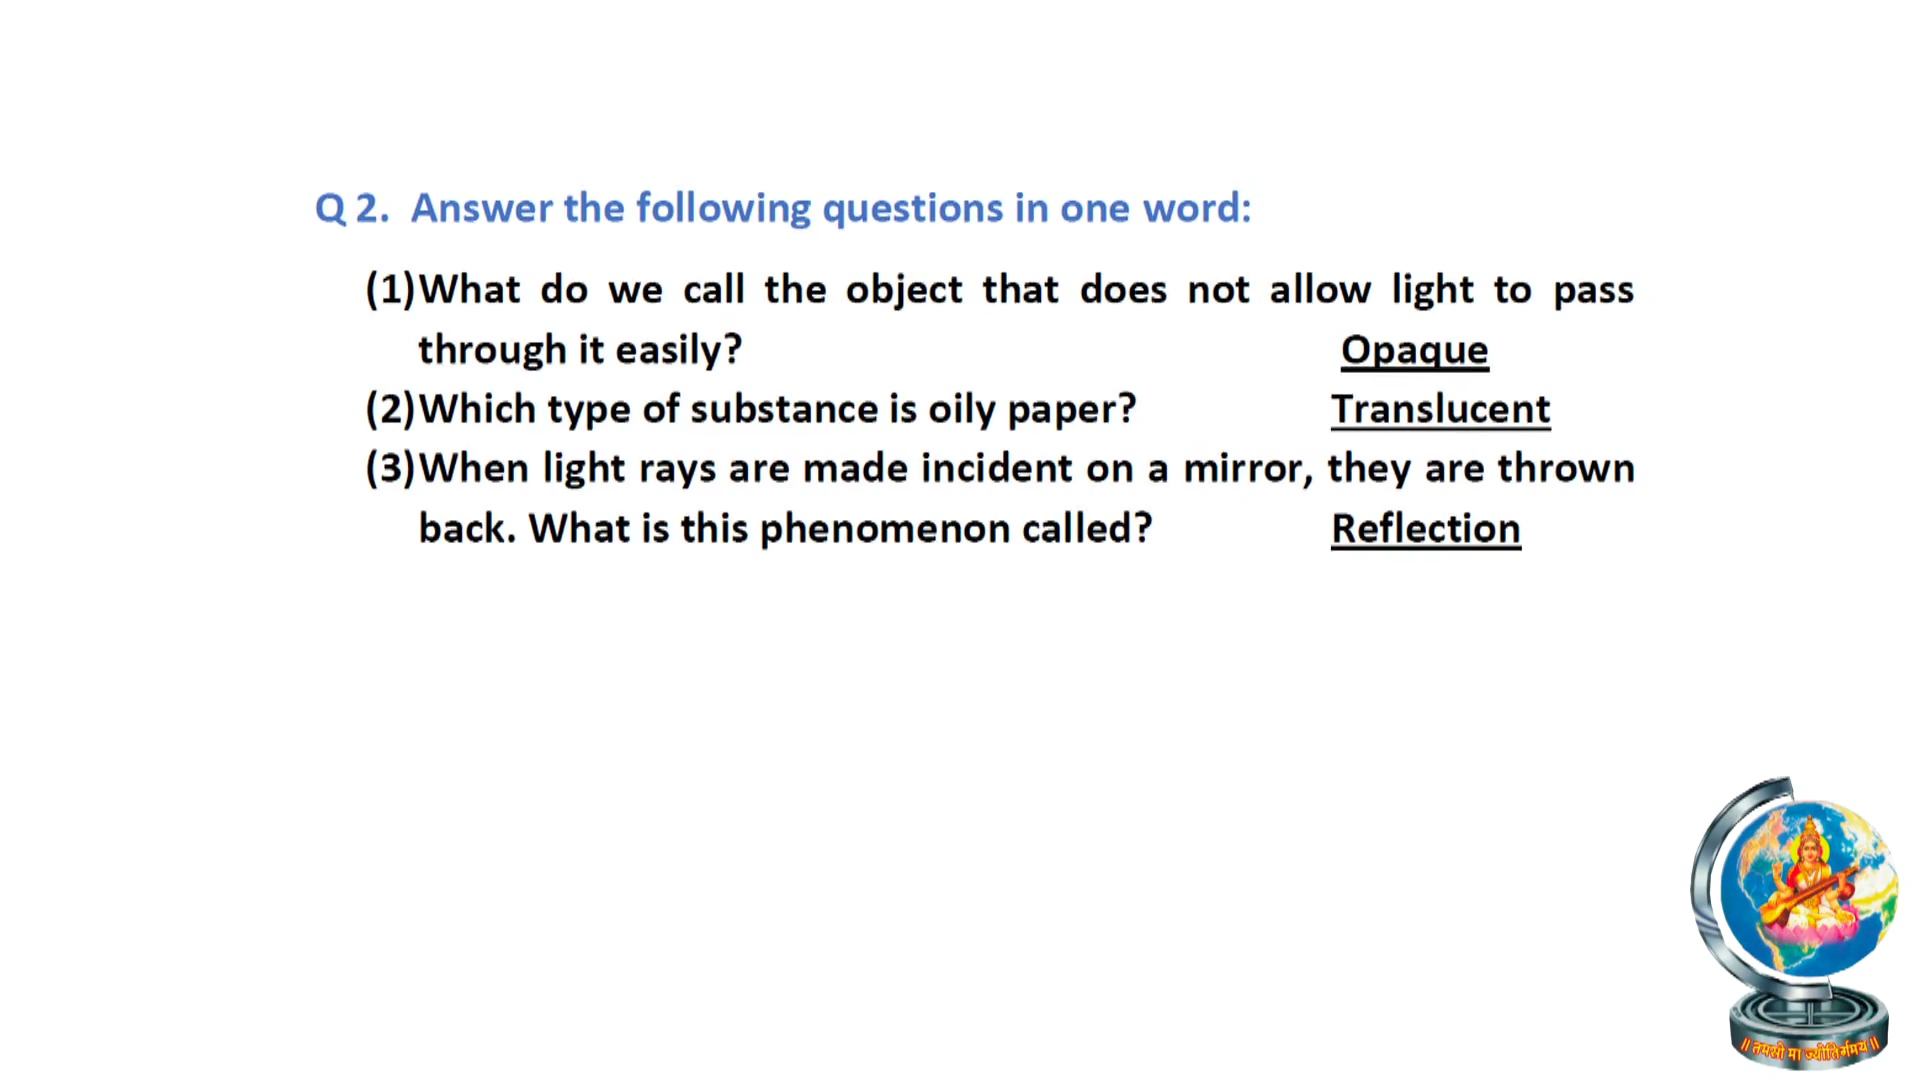 Q 2. Answer the following questions in one word:
(1)What do we call the object that does not allow light to pass
through it easily? Opaque
(2)Which type of substance is oily paper? Translucent
(3)When light rays are made incident on a mirror, they are thrown
back. What is this phenomenon called? Reflection
॥ तमसो मा ज्योतिर्गमय ॥